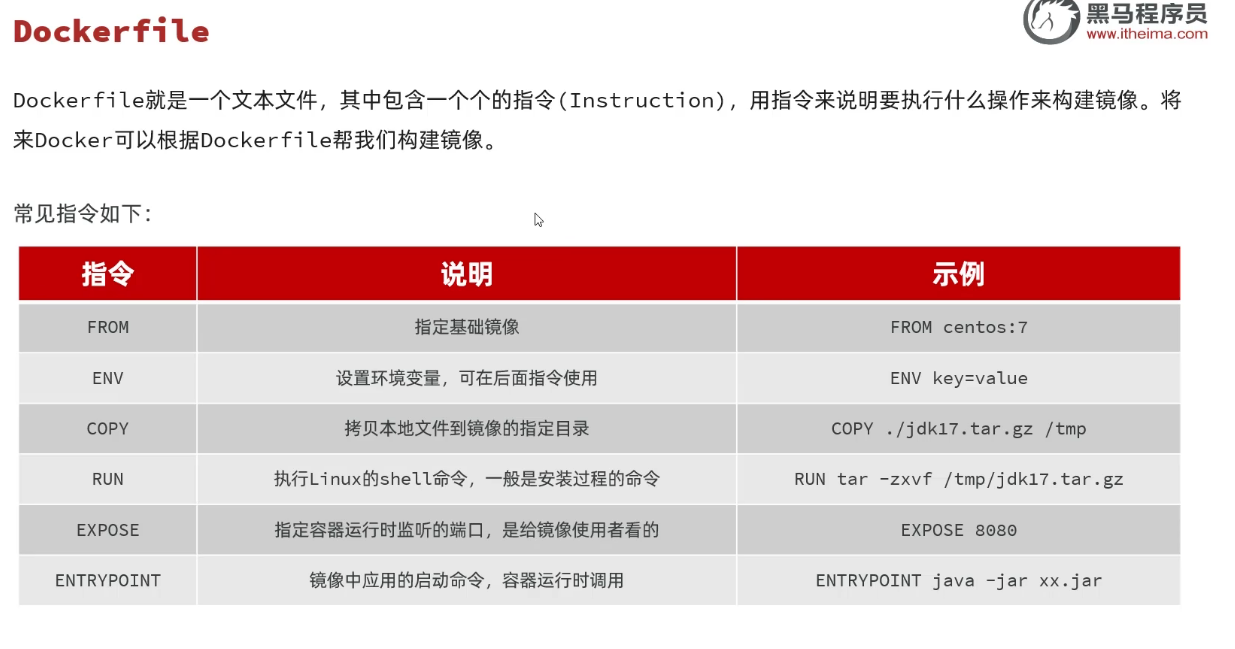 Dockerfile
黑马程序员
www.itheima.com
Dockerfile就是一个文本文件，其中包含一个个的指令(Instruction)，用指令来说明要执行什么操作来构建镜像。将
来Docker可以根据Dockerfile帮我们构建镜像。
常见指令如下：
指令 说明 示例
FROM 指定基础镜像 FROM centos:7
ENV 设置环境变量，可在后面指令使用 ENV key=value
COPY 拷贝本地文件到镜像的指定目录 COPY ./jdk17.tar.gz /tmp
RUN 执行Linux的shell命令，一般是安装过程的命令 RUN tar -zxvf /tmp/jdk17.tar.gz
EXPOSE 指定容器运行时监听的端口，是给镜像使用者看的 EXPOSE 8080
ENTRYPOINT 镜像中应用的启动命令，容器运行时调用 ENTRYPOINT java -jar xx.jar